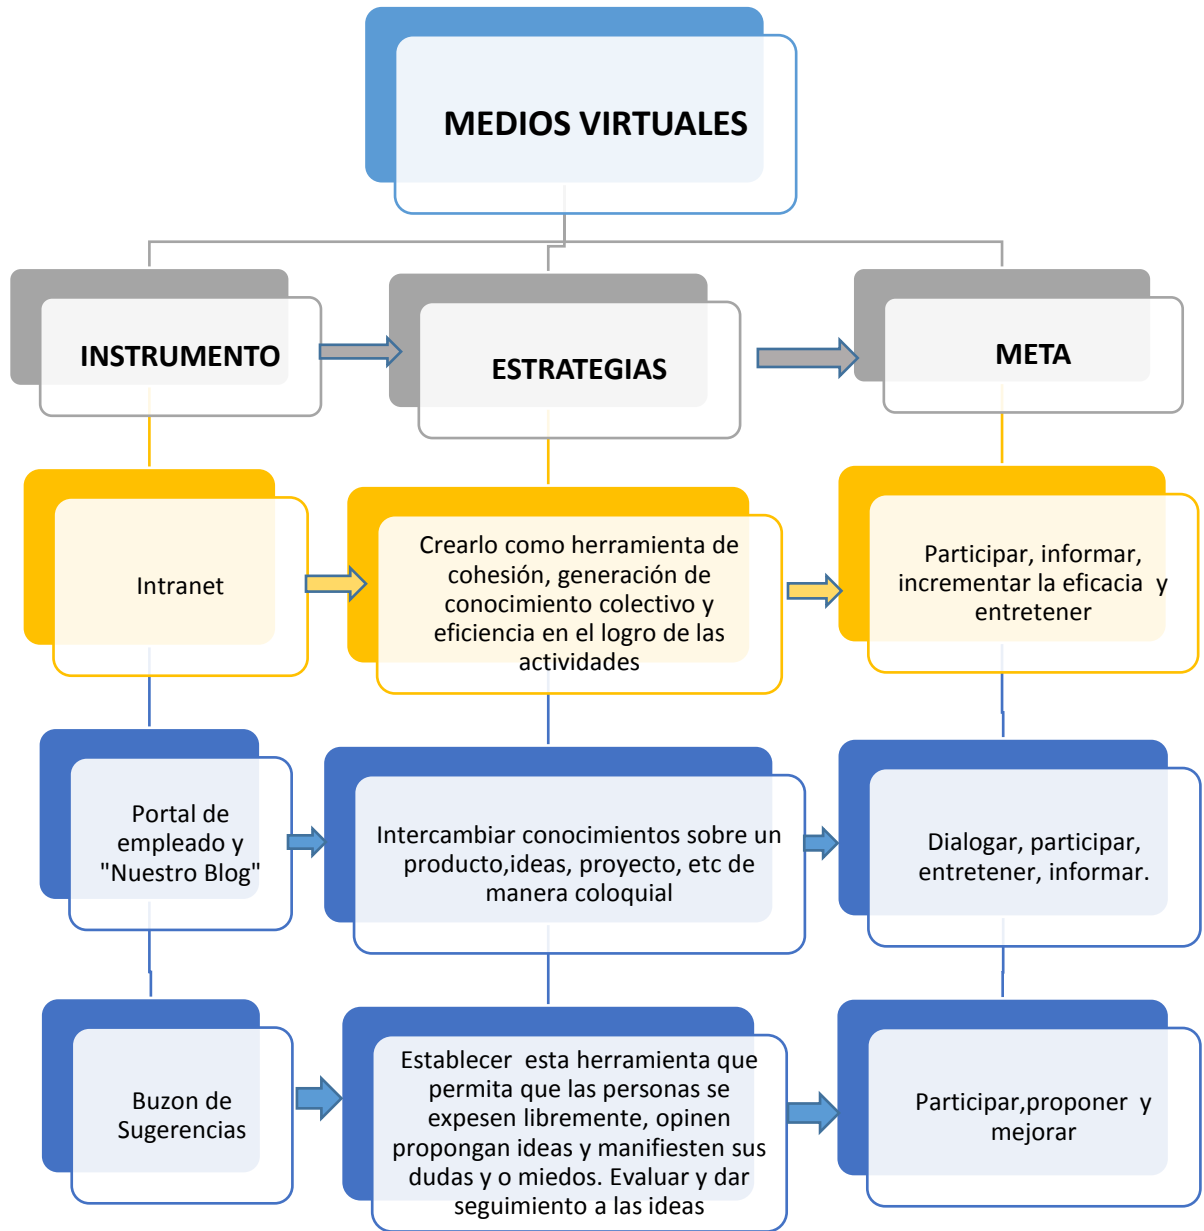 MEDIOS VIRTUALES
INSTRUMENTO
ESTRATEGIAS
META
Intranet
Crearlo como herramienta de
cohesión, generación de
conocimiento colectivo y
eficiencia en el logro de las
actividades
Participar, informar,
incrementar la eficacia y
entretener
Portal de
empleado y
"Nuestro Blog"
Intercambiar conocimientos sobre un
producto,ideas, proyecto, etc de
manera coloquial
Dialogar, participar,
entretener, informar.
Buzon de
Sugerencias
Establecer esta herramienta que
permita que las personas se
expesen libremente, opinen
propongan ideas y manifiesten sus
dudas y o miedos. Evaluar y dar
seguimiento a las ideas
Participar,proponer y
mejorar